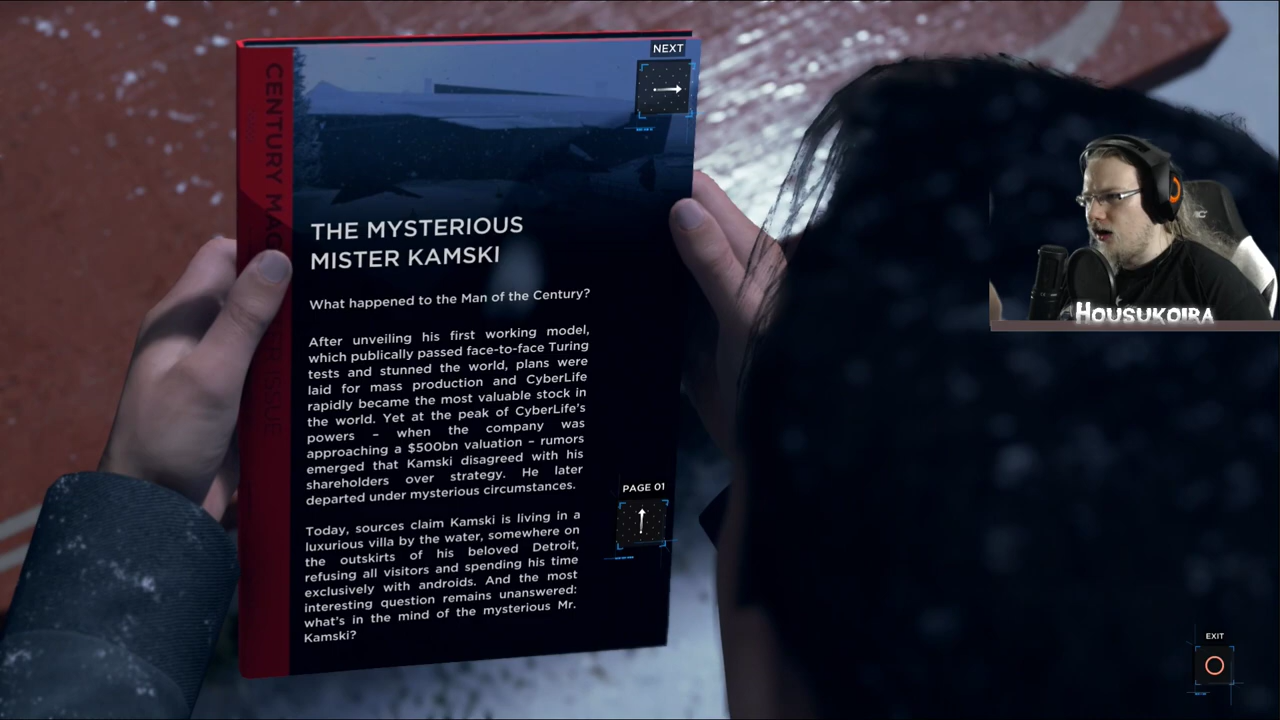 NEXT
CENTURY MAG
ISSUE
THE MYSTERIOUS
MISTER KAMSKI
What happened to the Man of the Century?
After unveiling his first working model,
which publically passed face-to-face Turing
tests and stunned the world, plans were
laid for mass production and CyberLife
rapidly became the most valuable stock in
the world. Yet at the peak of CyberLife's
powers – when the company was
approaching a $500bn valuation – rumors
emerged that Kamski disagreed with his
shareholders over strategy. He later
departed under mysterious circumstances.
Today, sources claim Kamski is living in a
luxurious villa by the water, somewhere on
the outskirts of his beloved Detroit,
refusing all visitors and spending his time
exclusively with androids. And the most
interesting question remains unanswered:
what's in the mind of the mysterious Mr.
Kamski?
PAGE 01
HOUSUKOIRA
EXIT